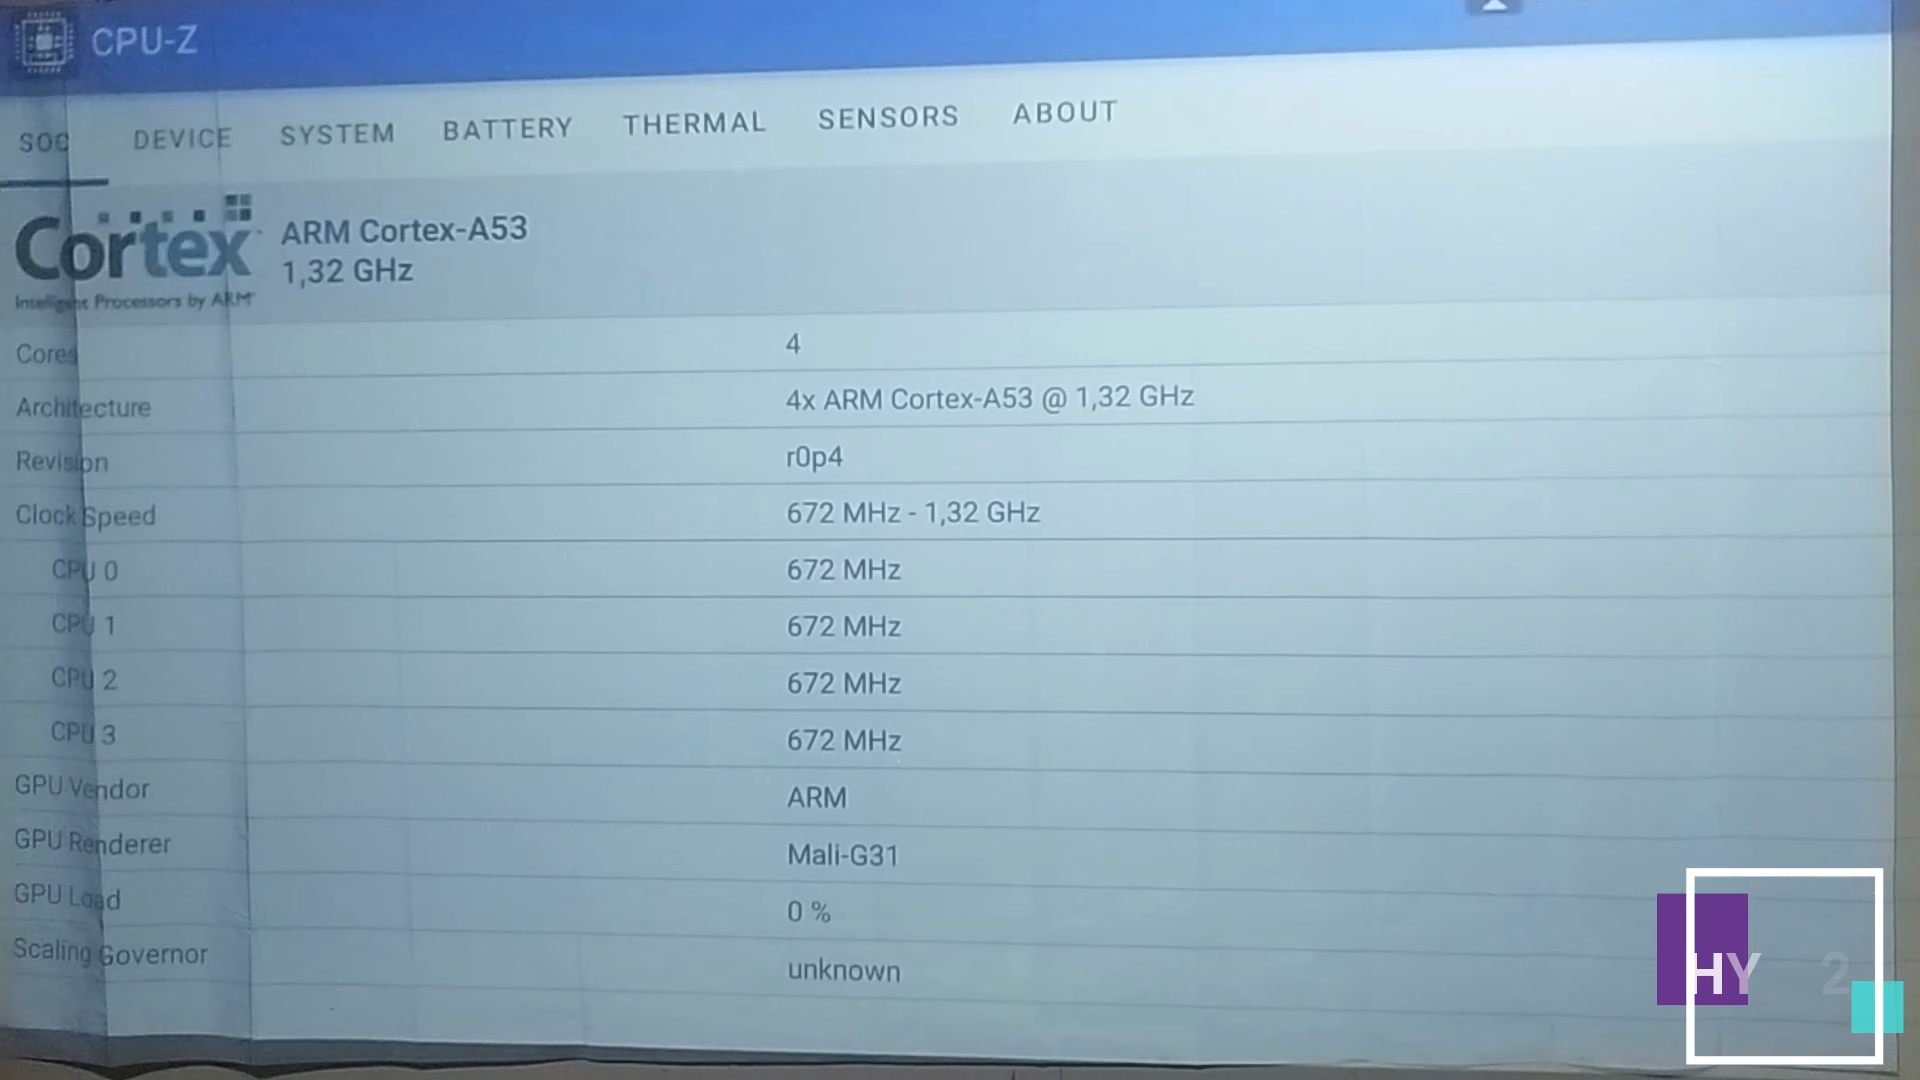 CPU-Z
SOC DEVICE SYSTEM BATTERY THERMAL SENSORS ABOUT
Cortex
Intelligent Processors by ARM
ARM Cortex-A53
1,32 GHz
Cores 4
Architecture 4x ARM Cortex-A53 @ 1,32 GHz
Revision r0p4
Clock Speed 672 MHz - 1,32 GHz
CPU 0 672 MHz
CPU 1 672 MHz
CPU 2 672 MHz
CPU 3 672 MHz
GPU Vendor ARM
GPU Renderer Mali-G31
GPU Load 0 %
Scaling Governor unknown
HY 2